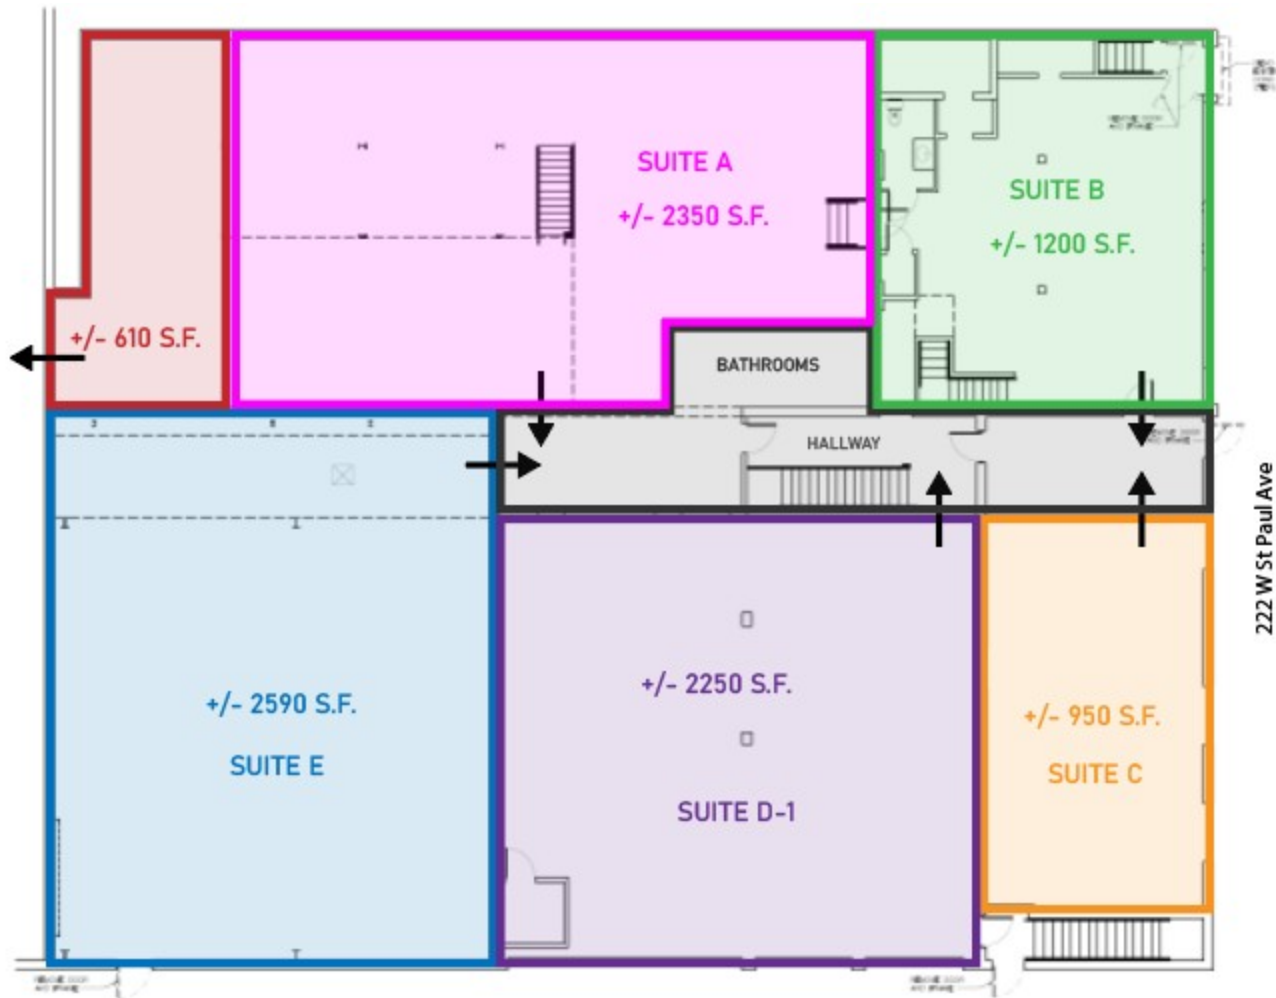 SUITE A
+/- 2350 S.F.
SUITE B
+/- 1200 S.F.
+/- 610 S.F.
BATHROOMS
HALLWAY
222 W St Paul Ave
+/- 2590 S.F.
SUITE E
+/- 2250 S.F.
SUITE D-1
+/- 950 S.F.
SUITE C